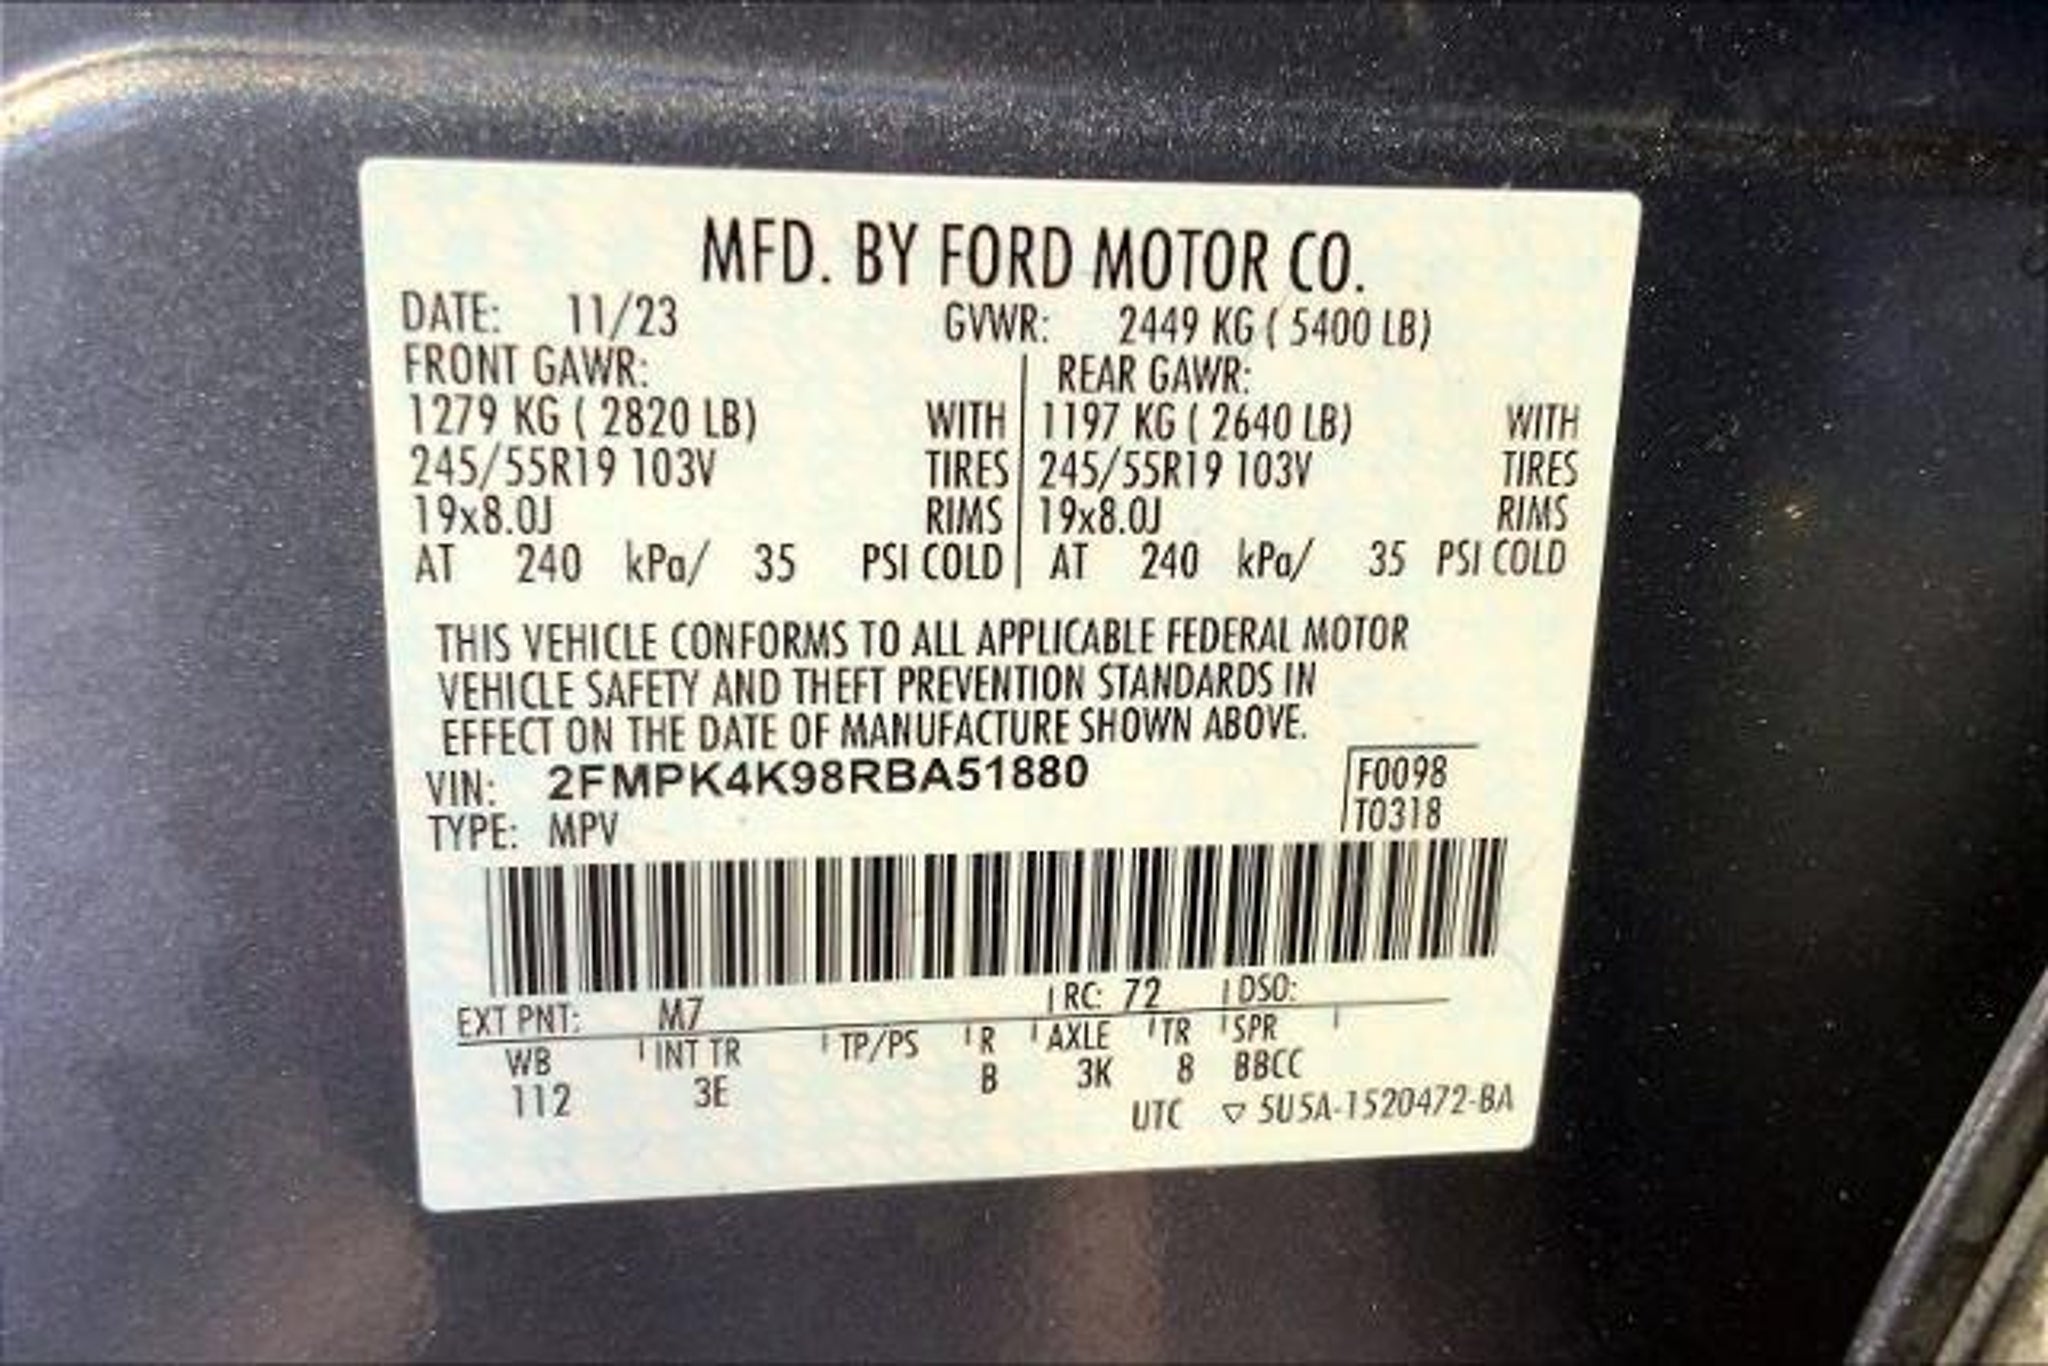 MFD. BY FORD MOTOR CO.
DATE: 11/23 GVWR: 2449 KG ( 5400 LB)
FRONT GAWR: REAR GAWR:
1279 KG ( 2820 LB) WITH 1197 KG ( 2640 LB) WITH
245/55R19 103V TIRES 245/55R19 103V TIRES
19x8.0J RIMS 19x8.0J RIMS
AT 240 kPa/ 35 PSI COLD AT 240 kPa/ 35 PSI COLD
THIS VEHICLE CONFORMS TO ALL APPLICABLE FEDERAL MOTOR
VEHICLE SAFETY AND THEFT PREVENTION STANDARDS IN
EFFECT ON THE DATE OF MANUFACTURE SHOWN ABOVE.
VIN: 2FMPK4K98RBA51880 F0098
TYPE: MPV T0318
EXT PNT: M7 RC: 72 DSO:
WB INT TR TP/PS R AXLE TR SPR
112 3E B 3K 8 BBCC
UTC ▽ 5U5A-1520472-BA